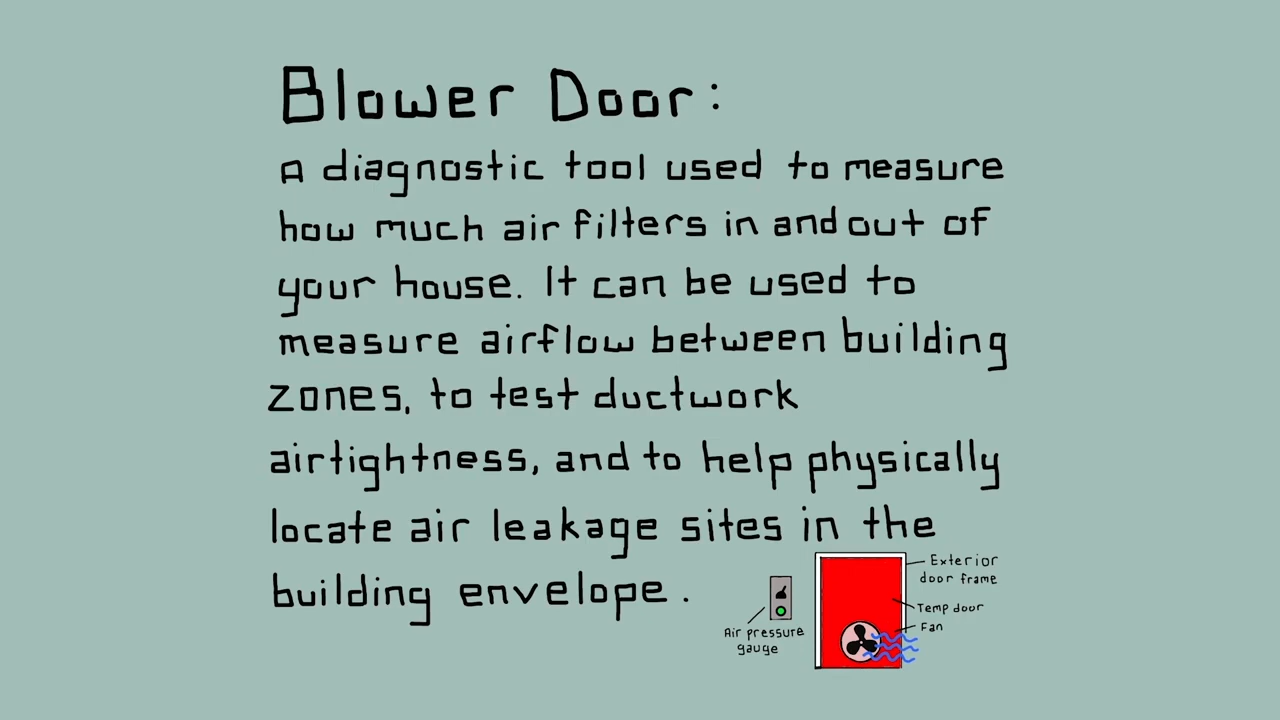 Blower Door:
A diagnostic tool used to measure
how much air filters in and out of
your house. It can be used to
measure airflow between building
zones, to test ductwork
airtightness, and to help physically
locate air leakage sites in the
building envelope.
Exterior
door frame
Temp door
Fan
Air pressure
gauge